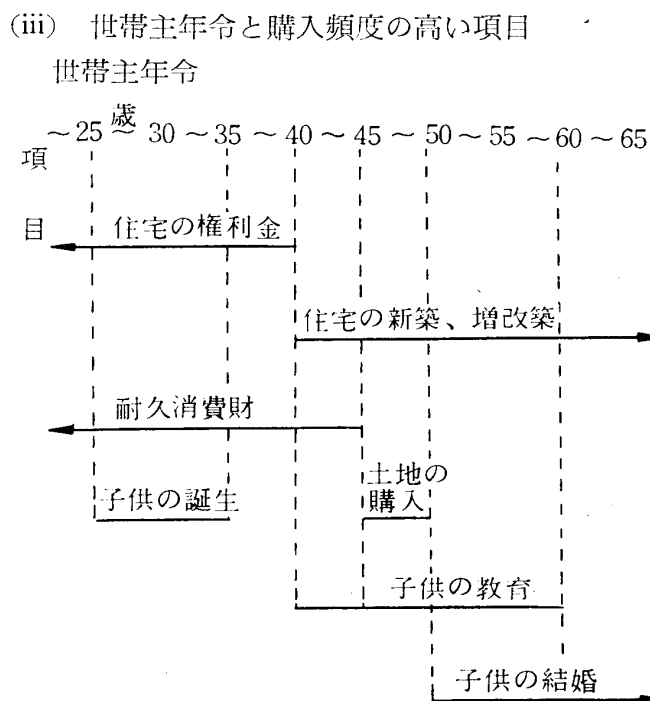 (iii) 世帯主年令と購入頻度の高い項目
世帯主年令
～25歳～30～35～40～45～50～55～60～65
項目
住宅の権利金
住宅の新築、増改築
耐久消費財
子供の誕生
土地の
購入
子供の教育
子供の結婚